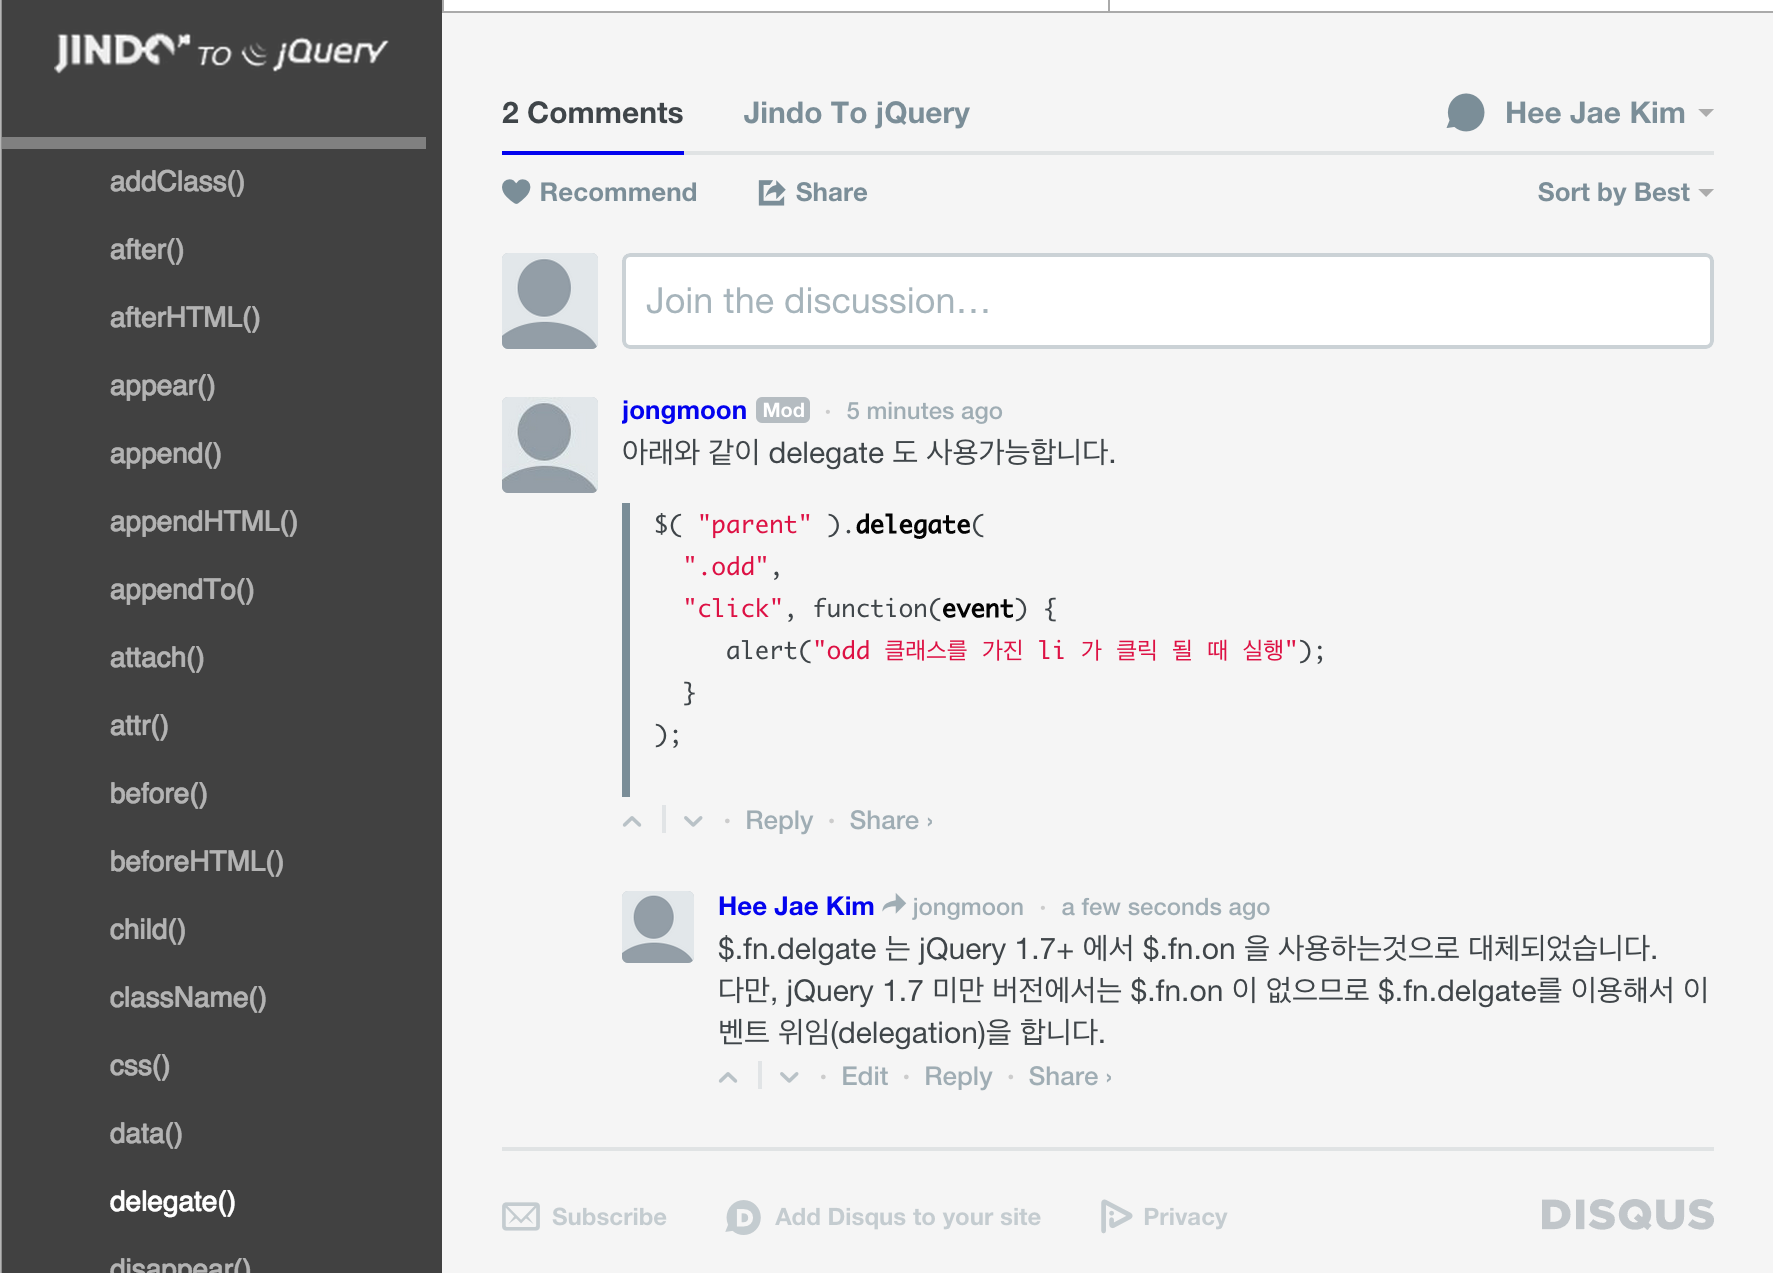 JINDO TO jQuery
addClass()
after()
afterHTML()
appear()
append()
appendHTML()
appendTo()
attach()
attr()
before()
beforeHTML()
child()
className()
css()
data()
delegate()
disappear()
2 Comments
Jindo To jQuery
Hee Jae Kim
Recommend
Share
Sort by Best
Join the discussion…
jongmoon Mod · 5 minutes ago
아래와 같이 delegate 도 사용가능합니다.
$( "parent" ).delegate(
".odd",
"click", function(event) {
alert("odd 클래스를 가진 li 가 클릭 될 때 실행");
}
);
· Reply · Share ›
Hee Jae Kim jongmoon · a few seconds ago
$.fn.delgate 는 jQuery 1.7+ 에서 $.fn.on 을 사용하는것으로 대체되었습니다.
다만, jQuery 1.7 미만 버전에서는 $.fn.on 이 없으므로 $.fn.delgate를 이용해서 이
벤트 위임(delegation)을 합니다.
· Edit · Reply · Share ›
Subscribe
D Add Disqus to your site
Privacy
DISQUS